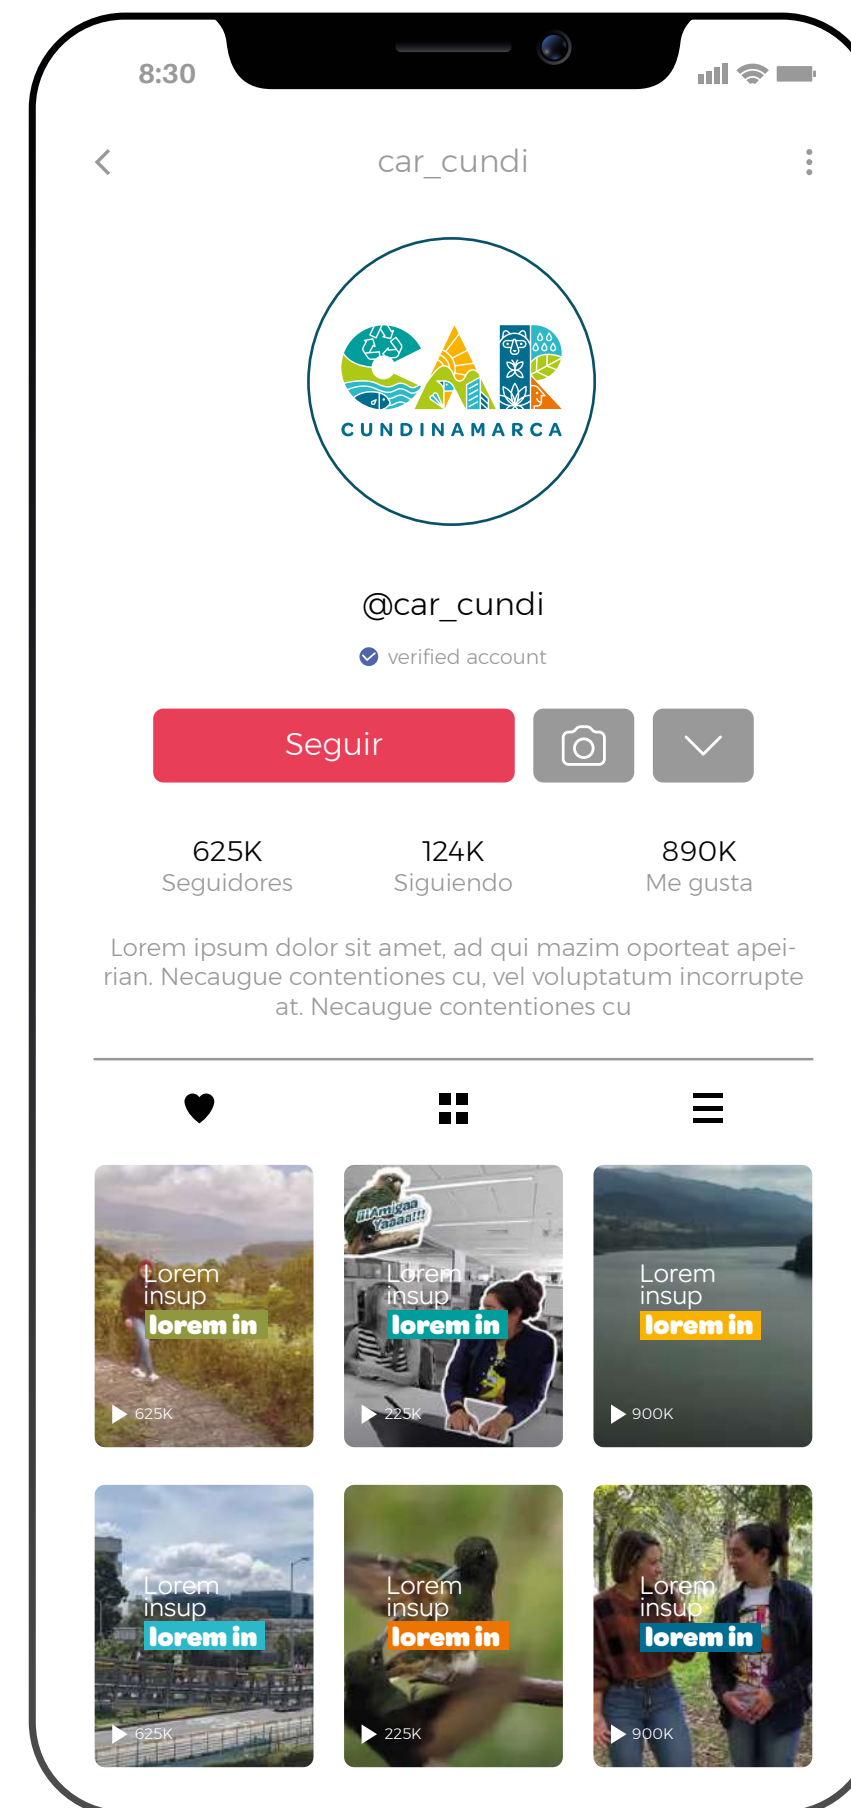 8:30
car_cundi
CAR
CUNDINAMARCA
@car_cundi
verified account
Seguir
625K
124K
890K
Seguidores
Siguiendo
Me gusta
Lorem ipsum dolor sit amet, ad qui mazim oporteat apei-
rian. Necaugue contentiones cu, vel voluptatum incorrupte
at. Necaugue contentiones cu
Lorem
insup
lorem in
625K
¡¡¡Amigaa
Yaaaa!!!
Lorem
insup
lorem in
225K
Lorem
insup
lorem in
900K
Lorem
insup
lorem in
625K
Lorem
insup
lorem in
225K
Lorem
insup
lorem in
900K